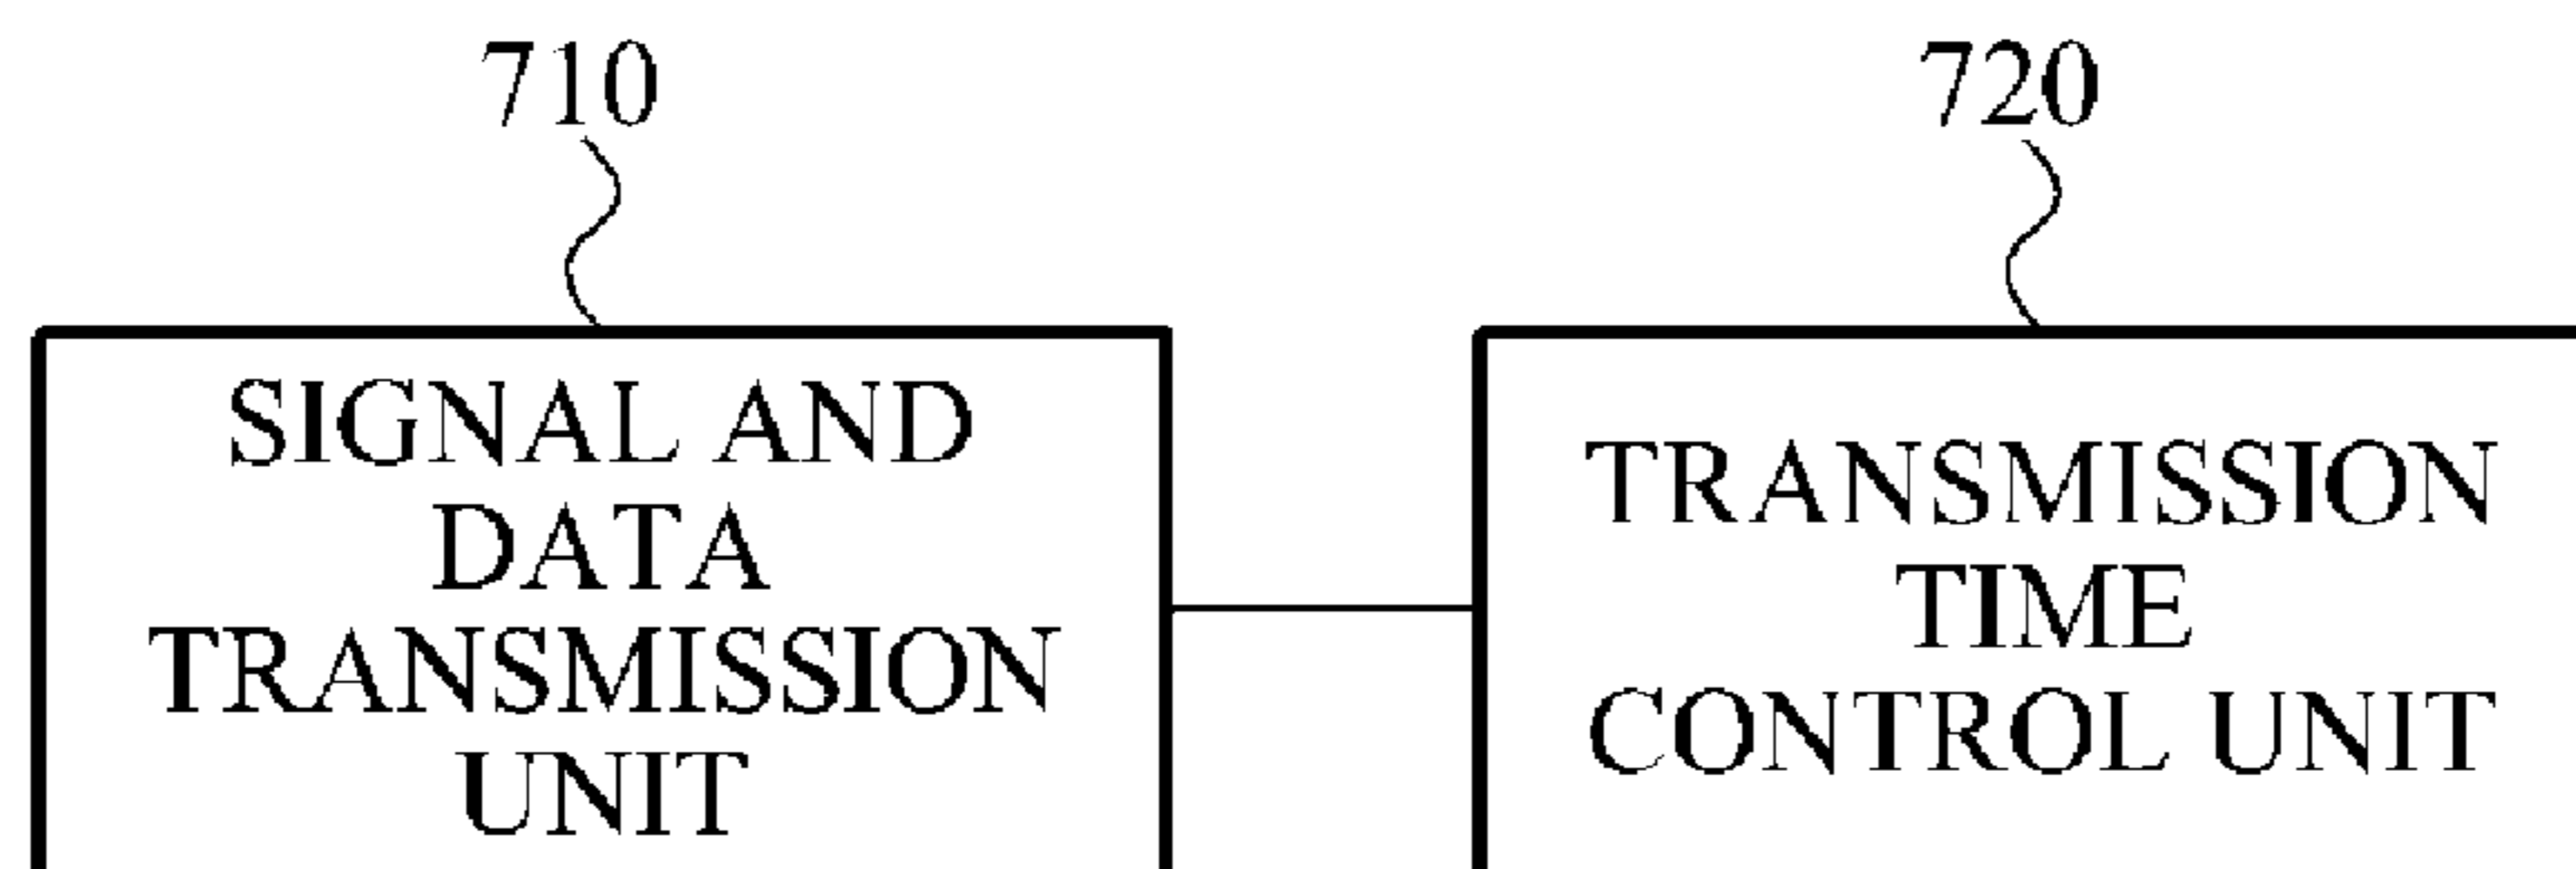 710
SIGNAL AND
DATA
TRANSMISSION
UNIT
720
TRANSMISSION
TIME
CONTROL UNIT